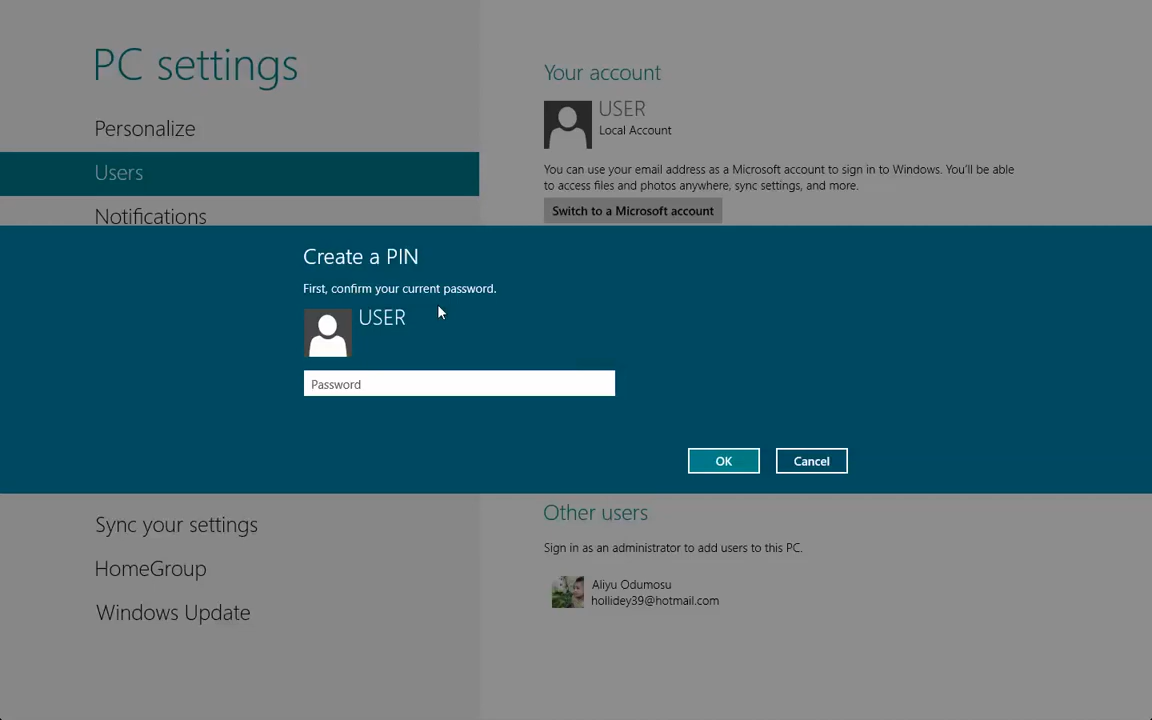 PC settings
Personalize
Users
Notifications
Your account
USER
Local Account
You can use your email address as a Microsoft account to sign in to Windows. You'll be able
to access files and photos anywhere, sync settings, and more.
Switch to a Microsoft account
Create a PIN
First, confirm your current password.
USER
Password
OK
Cancel
Sync your settings
HomeGroup
Windows Update
Other users
Sign in as an administrator to add users to this PC.
Aliyu Odumosu
hollidey39@hotmail.com